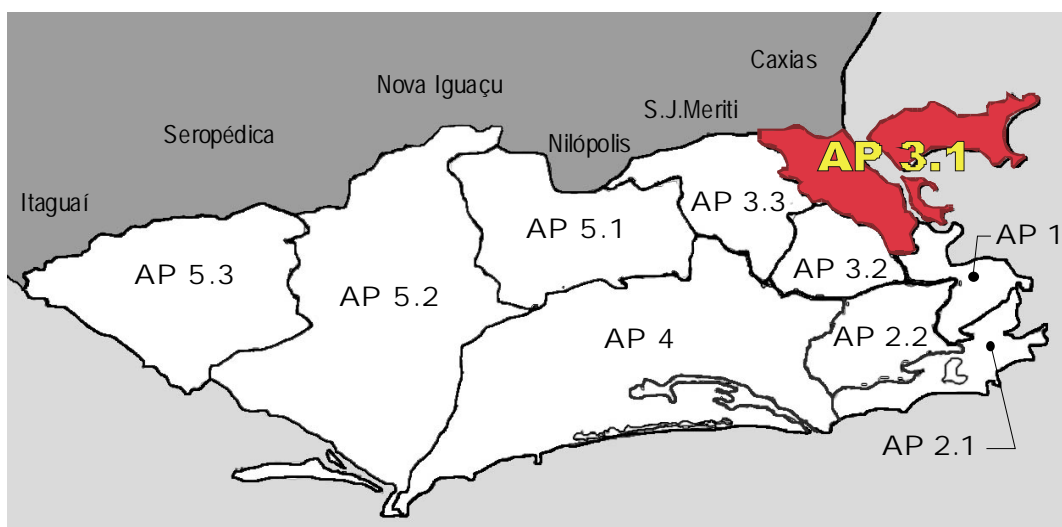 Caxias
Nova Iguaçu
S.J.Meriti
Seropédica
Nilópolis
AP 3.1
Itaguaí
AP 3.3
AP 5.1
AP 1
AP 3.2
AP 5.3
AP 5.2
AP 4
AP 2.2
AP 2.1